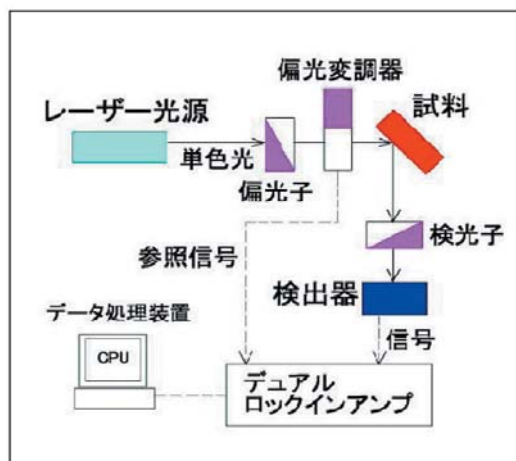 偏光変調器
レーザー光源
試料
単色光
偏光子
検光子
参照信号
検出器
データ処理装置
信号
CPU
デュアル
ロックインアンプ